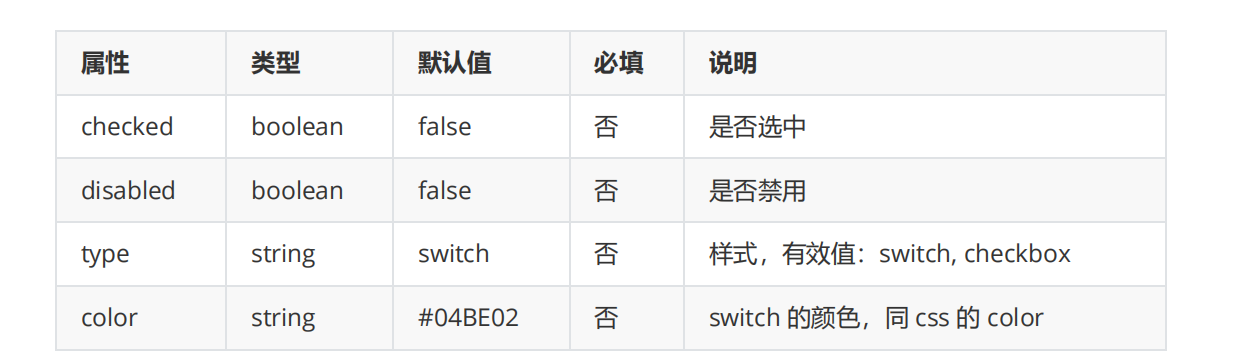 属性 类型 默认值 必填 说明
checked boolean false 否 是否选中
disabled boolean false 否 是否禁用
type string switch 否 样式，有效值：switch, checkbox
color string #04BE02 否 switch 的颜色，同 css 的 color